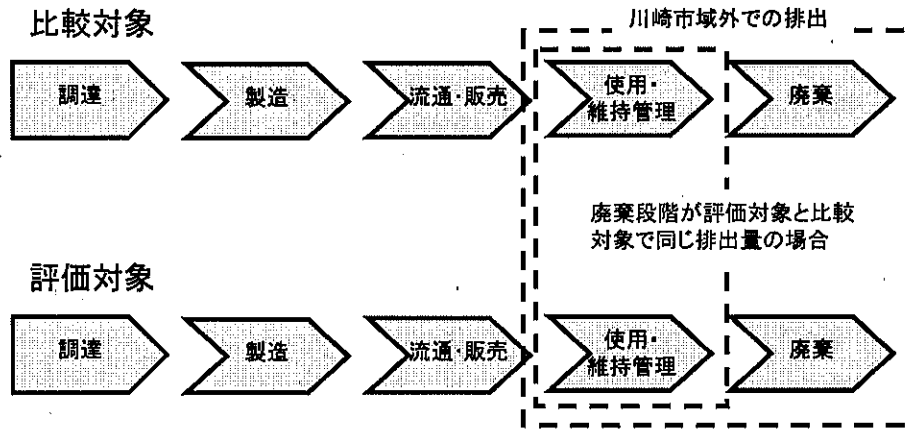 比較対象
川崎市域外での排出
調達
製造
流通・販売
使用・
維持管理
廃棄
廃棄段階が評価対象と比較
対象で同じ排出量の場合
評価対象
調達
製造
流通・販売
使用・
維持管理
廃棄